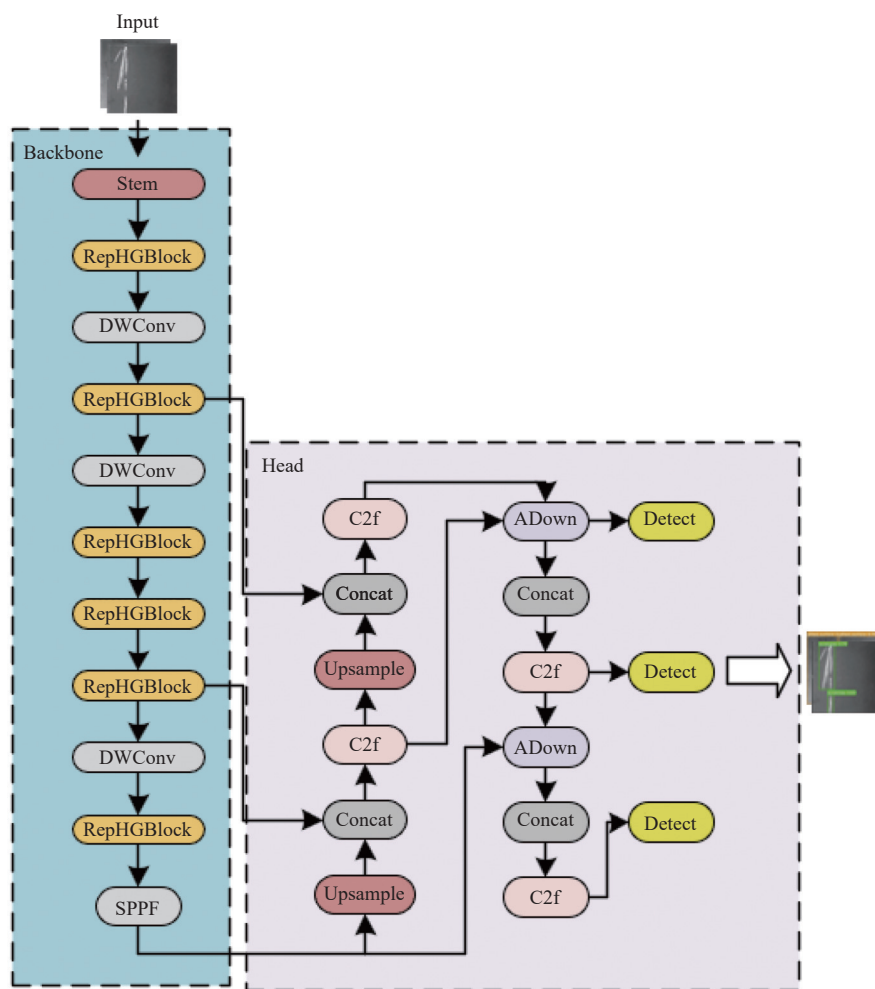 Input
Backbone
Stem
RepHGBlock
DWConv
RepHGBlock
DWConv
RepHGBlock
RepHGBlock
RepHGBlock
DWConv
RepHGBlock
SPPF
Head
C2f
Concat
Upsample
C2f
Concat
Upsample
ADown
Detect
Concat
C2f
Detect
ADown
Concat
Detect
C2f